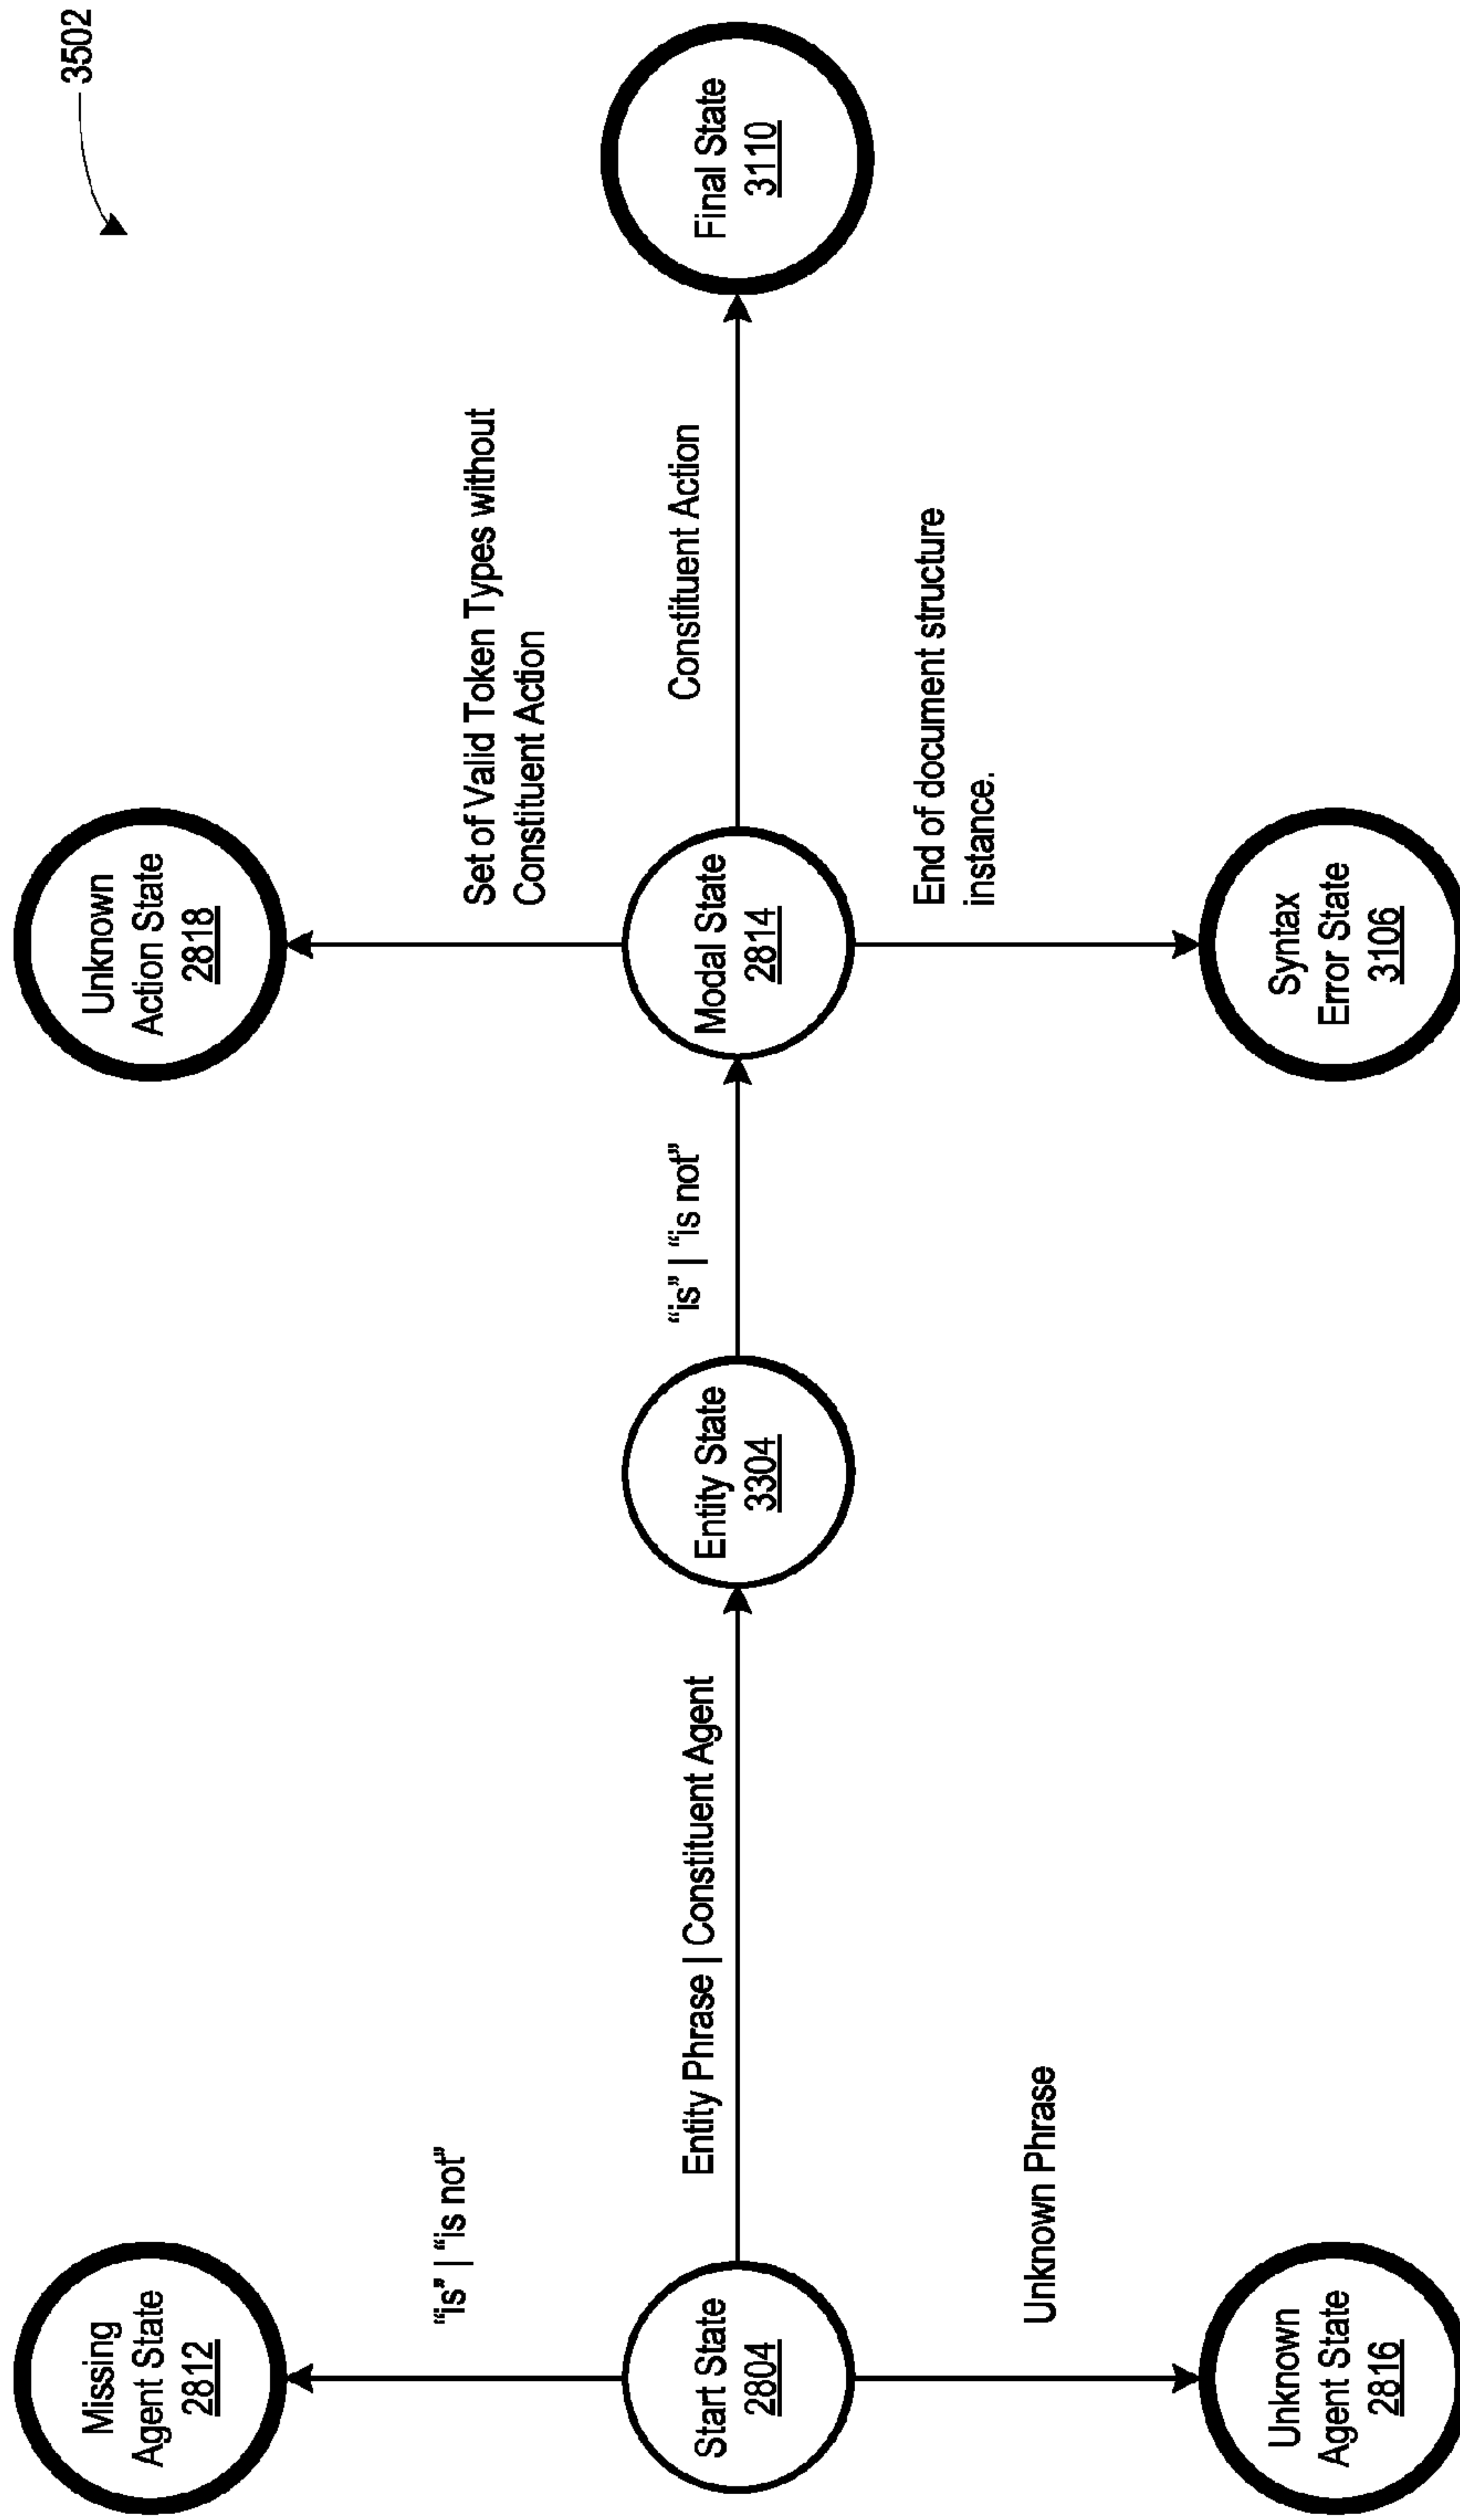 3502
Missing
Agent State
2812
Unknown
Action State
2818
“is” | “is not”
Set of Valid Token Types without
Constituent Action
Start State
2804
Entity Phrase | Constituent Agent
Entity State
3304
“is” | “is not”
Modal State
2814
Constituent Action
Final State
3110
Unknown Phrase
End of document structure
instance.
Unknown
Agent State
2816
Syntax
Error State
3106